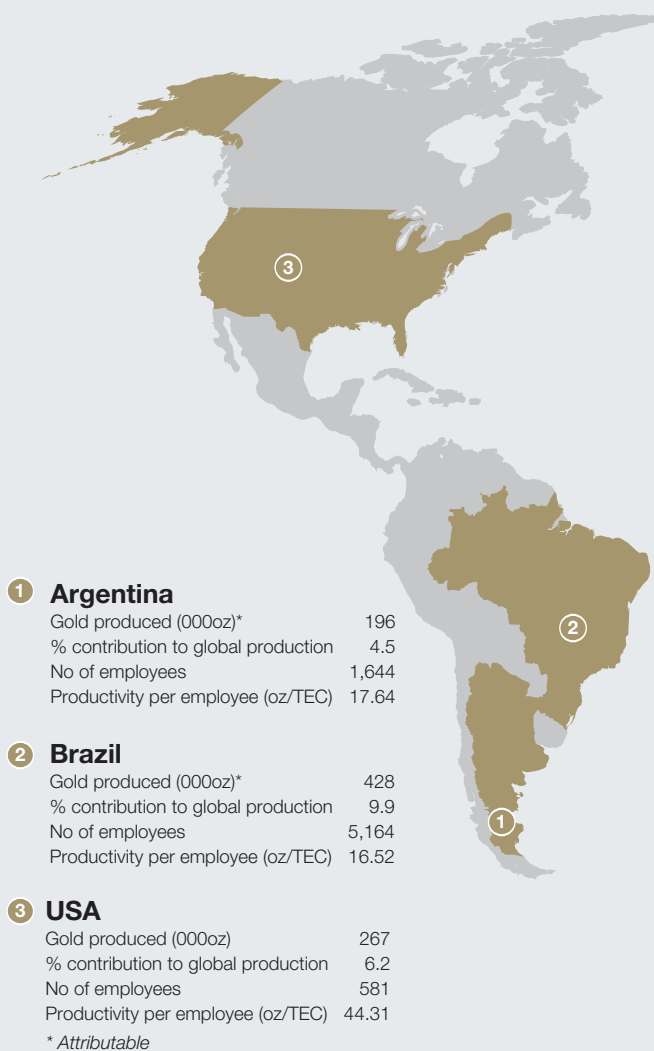 3
2
1
1 Argentina
Gold produced (000oz)* 196
% contribution to global production 4.5
No of employees 1,644
Productivity per employee (oz/TEC) 17.64
2 Brazil
Gold produced (000oz)* 428
% contribution to global production 9.9
No of employees 5,164
Productivity per employee (oz/TEC) 16.52
3 USA
Gold produced (000oz) 267
% contribution to global production 6.2
No of employees 581
Productivity per employee (oz/TEC) 44.31
* Attributable